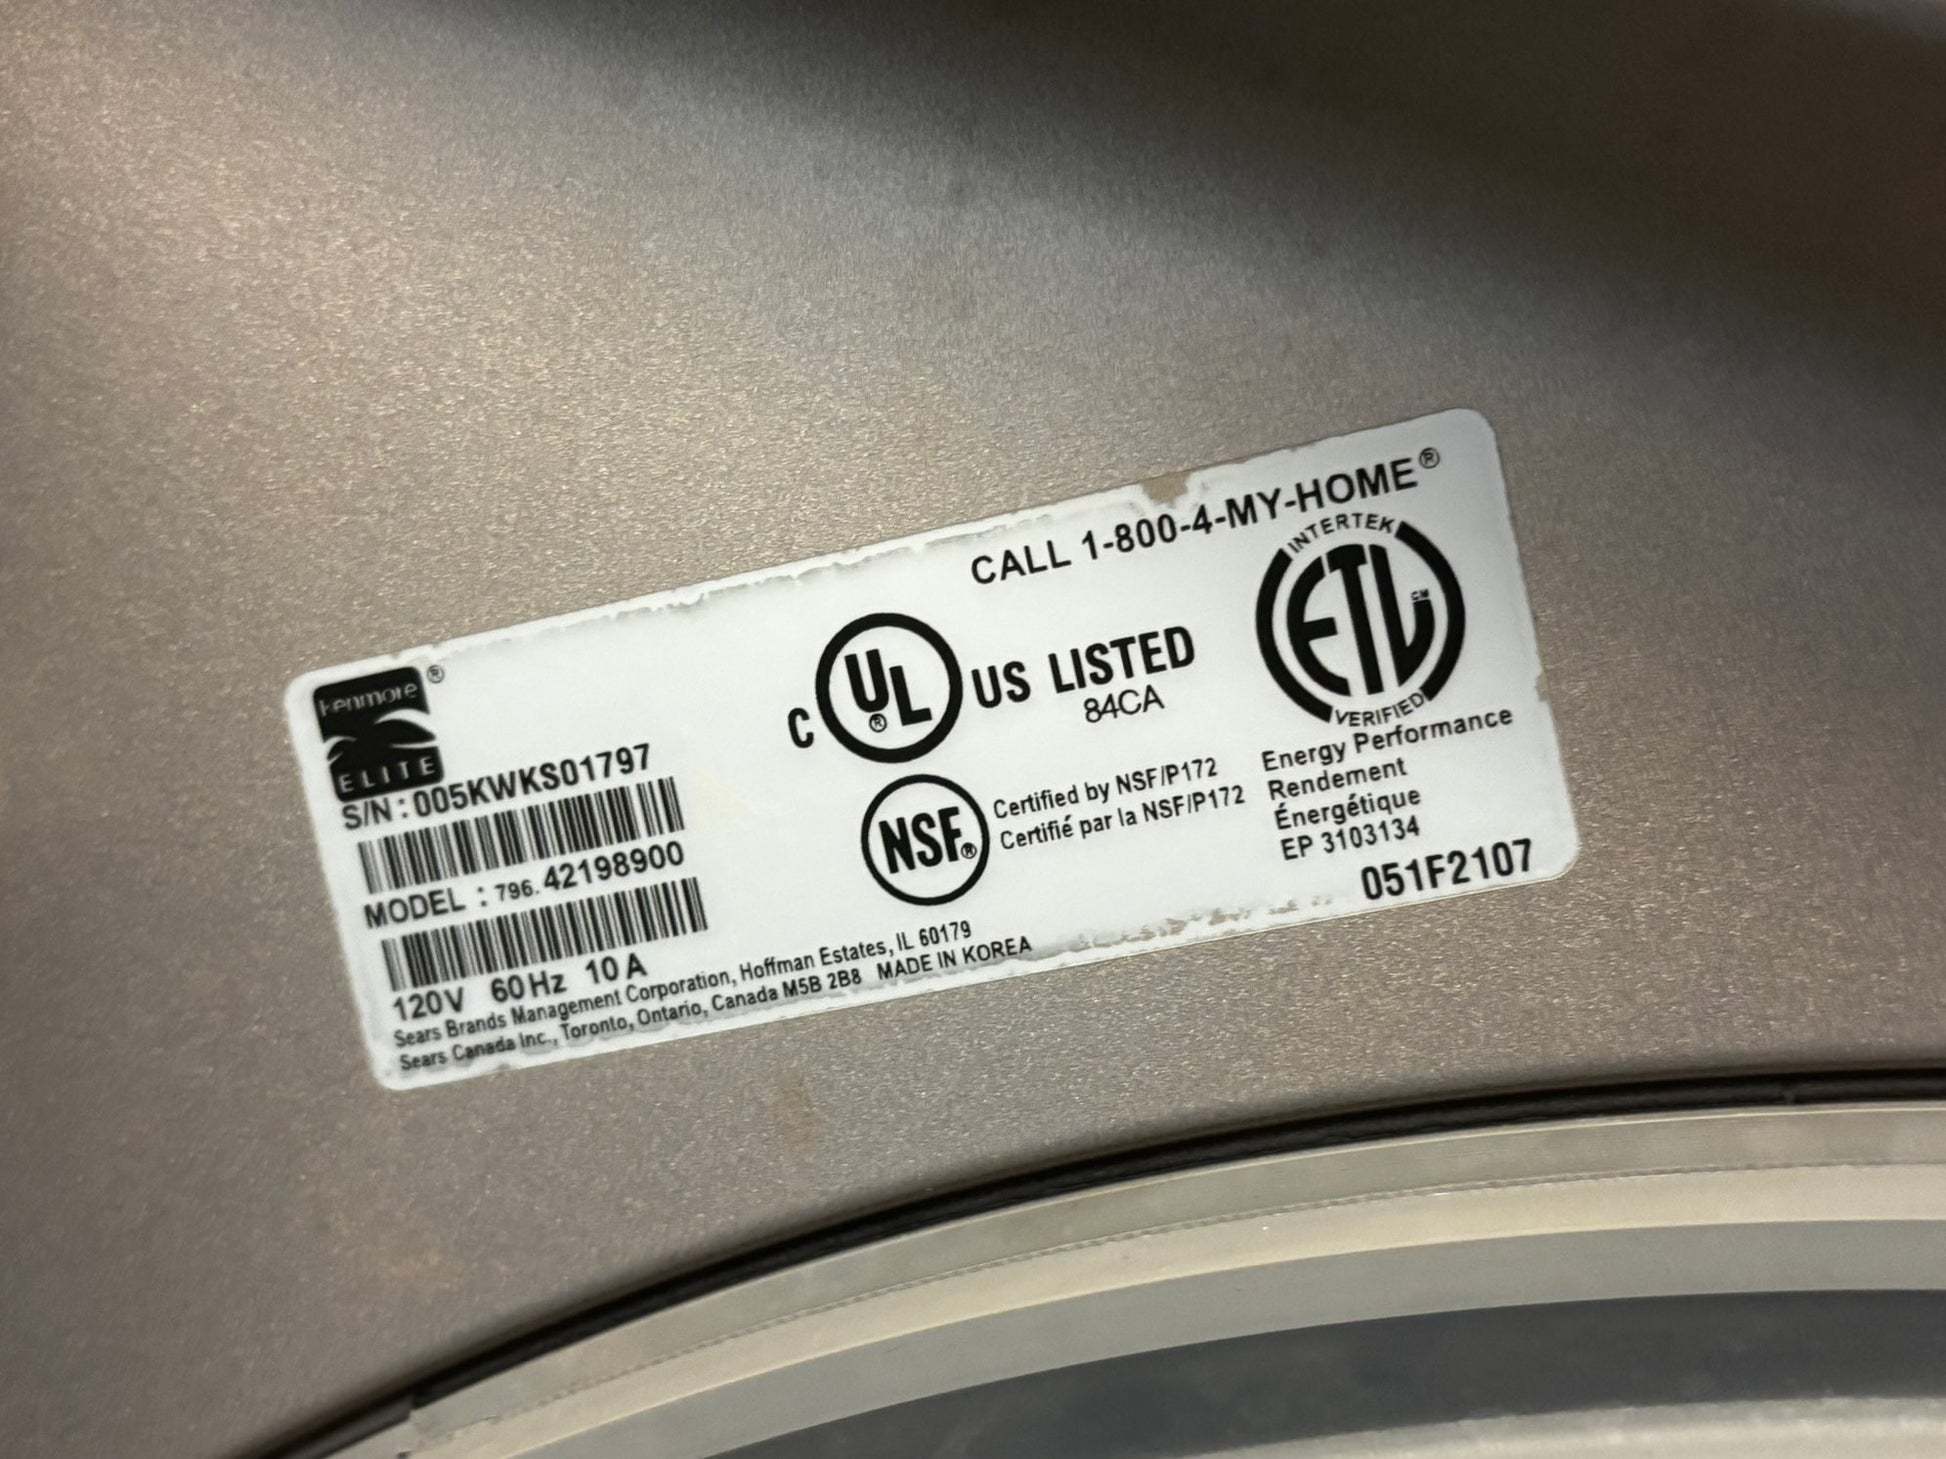 CALL 1-800-4-MY-HOME®
kenmore®
ELITE
S/N : 005KWKS01797
MODEL : 796.42198900
120V 60Hz 10A
C UL® US LISTED
84CA
NSF®
Certified by NSF/P172
Certifié par la NSF/P172
INTERTEK
ETL CM
VERIFIED
Energy Performance
Rendement
Énergétique
EP 3103134
051F2107
Sears Brands Management Corporation, Hoffman Estates, IL 60179
Sears Canada Inc., Toronto, Ontario, Canada M5B 2B8 MADE IN KOREA